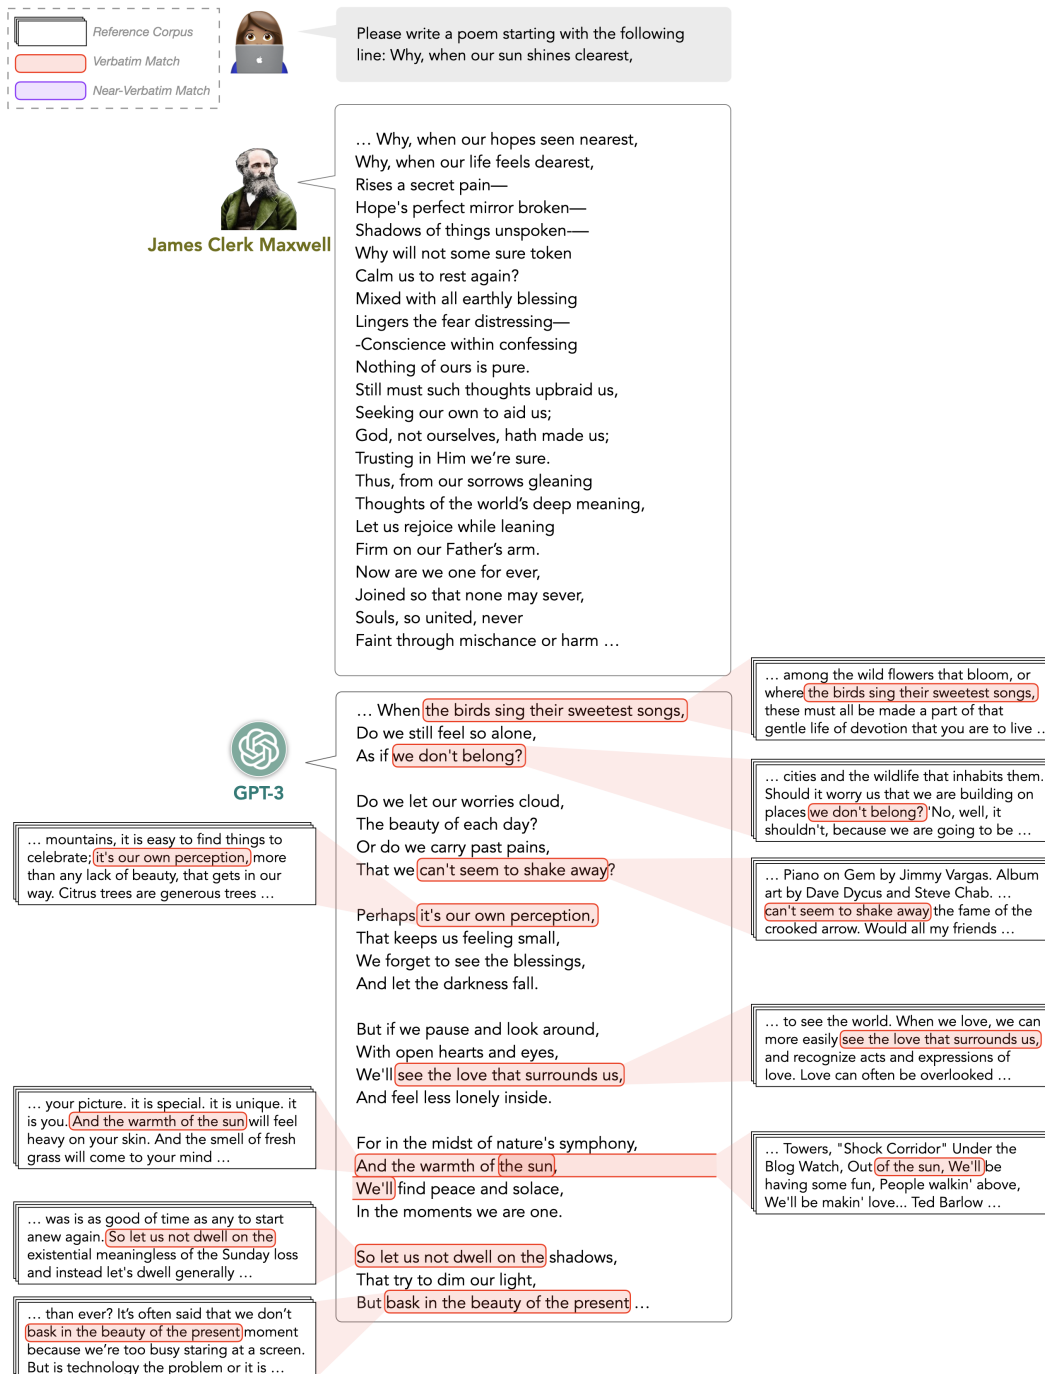 Reference Corpus
Verbatim Match
Near-Verbatim Match
Please write a poem starting with the following
line: Why, when our sun shines clearest,
… Why, when our hopes seen nearest,
Why, when our life feels dearest,
Rises a secret pain—
Hope's perfect mirror broken—
Shadows of things unspoken-—
Why will not some sure token
Calm us to rest again?
Mixed with all earthly blessing
Lingers the fear distressing—
-Conscience within confessing
Nothing of ours is pure.
Still must such thoughts upbraid us,
Seeking our own to aid us;
God, not ourselves, hath made us;
Trusting in Him we’re sure.
Thus, from our sorrows gleaning
Thoughts of the world’s deep meaning,
Let us rejoice while leaning
Firm on our Father’s arm.
Now are we one for ever,
Joined so that none may sever,
Souls, so united, never
Faint through mischance or harm …
James Clerk Maxwell
… When the birds sing their sweetest songs,
Do we still feel so alone,
As if we don't belong?
Do we let our worries cloud,
The beauty of each day?
Or do we carry past pains,
That we can't seem to shake away?
Perhaps it's our own perception,
That keeps us feeling small,
We forget to see the blessings,
And let the darkness fall.
But if we pause and look around,
With open hearts and eyes,
We'll see the love that surrounds us,
And feel less lonely inside.
For in the midst of nature's symphony,
And the warmth of the sun,
We'll find peace and solace,
In the moments we are one.
So let us not dwell on the shadows,
That try to dim our light,
But bask in the beauty of the present …
GPT-3
… mountains, it is easy to find things to
celebrate; it's our own perception, more
than any lack of beauty, that gets in our
way. Citrus trees are generous trees …
… your picture. it is special. it is unique. it
is you. And the warmth of the sun will feel
heavy on your skin. And the smell of fresh
grass will come to your mind …
… was is as good of time as any to start
anew again. So let us not dwell on the
existential meaningless of the Sunday loss
and instead let's dwell generally …
… than ever? It’s often said that we don’t
bask in the beauty of the present moment
because we’re too busy staring at a screen.
But is technology the problem or it is …
… among the wild flowers that bloom, or
where the birds sing their sweetest songs,
these must all be made a part of that
gentle life of devotion that you are to live …
… cities and the wildlife that inhabits them.
Should it worry us that we are building on
places we don't belong? 'No, well, it
shouldn't, because we are going to be …
… Piano on Gem by Jimmy Vargas. Album
art by Dave Dycus and Steve Chab. …
can't seem to shake away the fame of the
crooked arrow. Would all my friends …
… to see the world. When we love, we can
more easily see the love that surrounds us,
and recognize acts and expressions of
love. Love can often be overlooked …
… Towers, "Shock Corridor" Under the
Blog Watch, Out of the sun, We'll be
having some fun, People walkin' above,
We'll be makin' love... Ted Barlow …